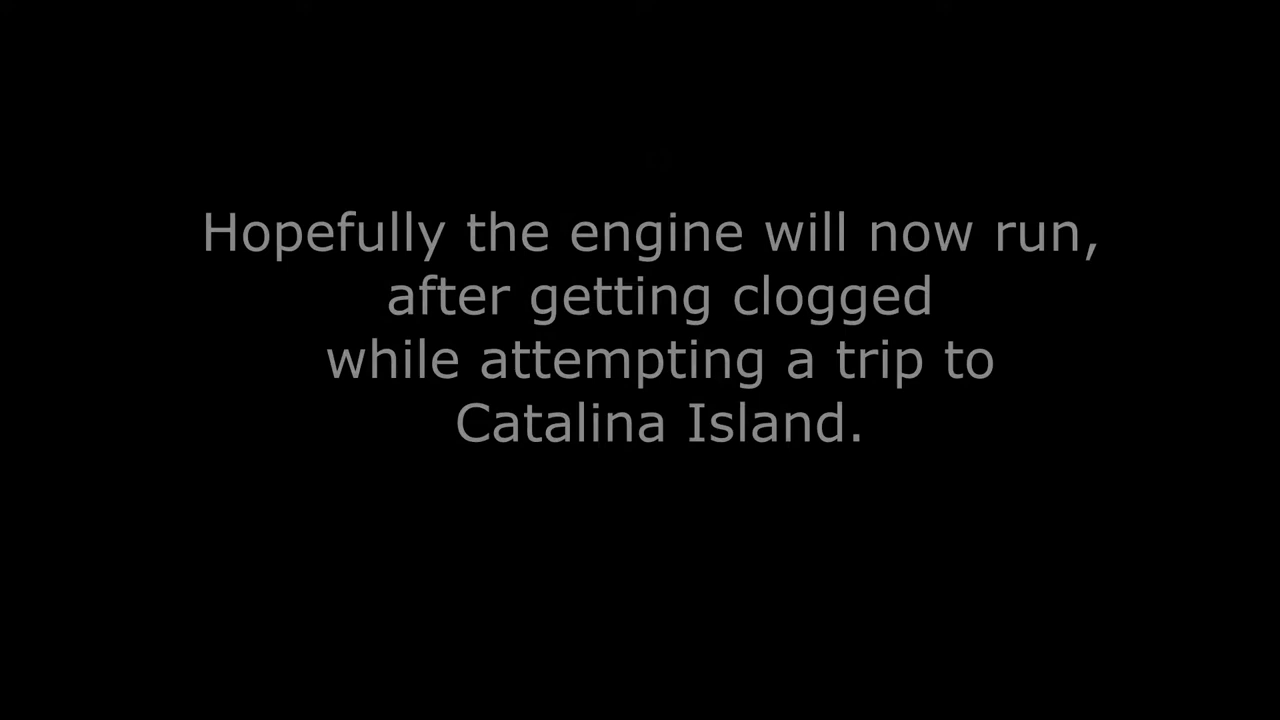 Hopefully the engine will now run,
after getting clogged
while attempting a trip to
Catalina Island.